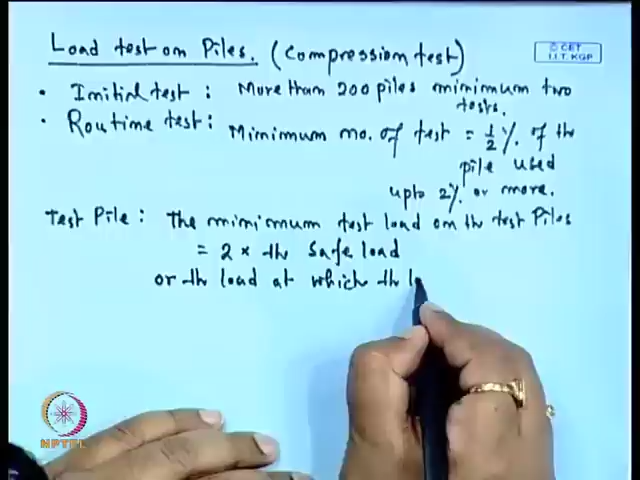 Load test on Piles. (Compression test)
© CET
I.I.T. KGP
• Initial test : More than 200 piles minimum two
tests.
• Routine test : Minimum no. of test = 1/2 % of the
pile used
upto 2% or more.
Test Pile : The minimum test load on the test Piles
= 2 × the safe load
or the load at which the
NPTEL